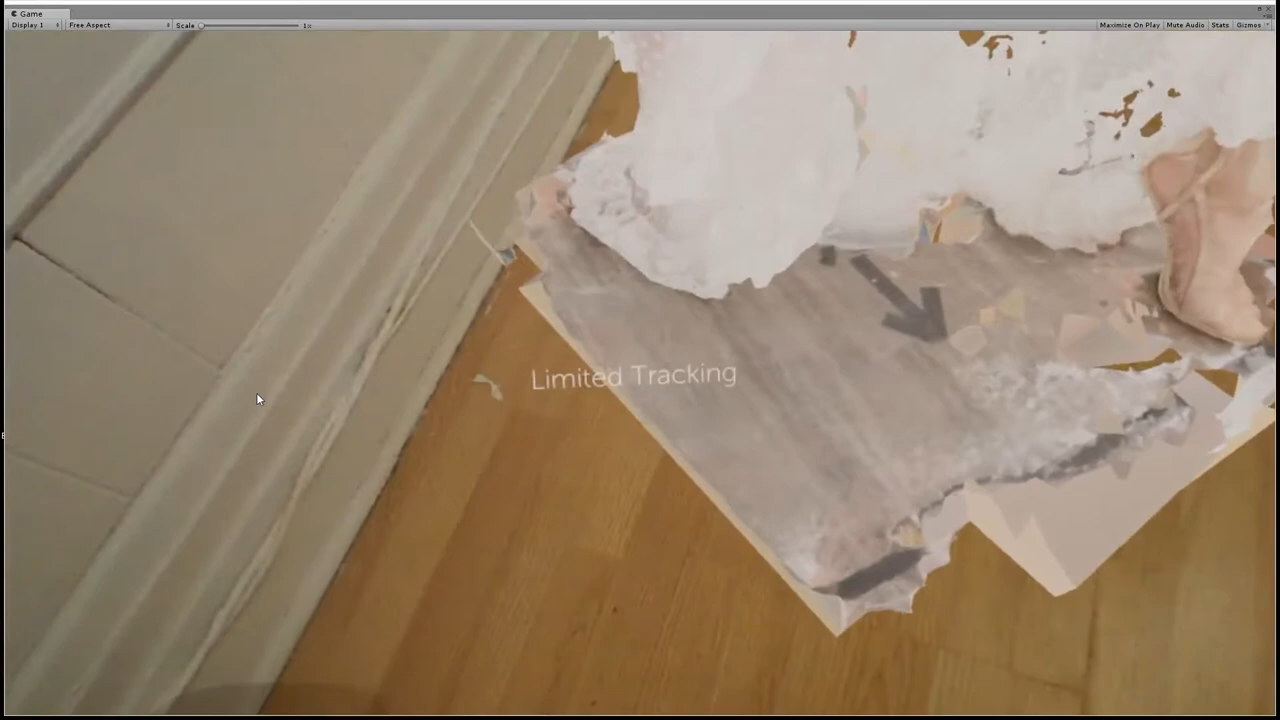 Game
Display 1 Free Aspect Scale 1x Maximize On Play Mute Audio Stats Gizmos
Limited Tracking